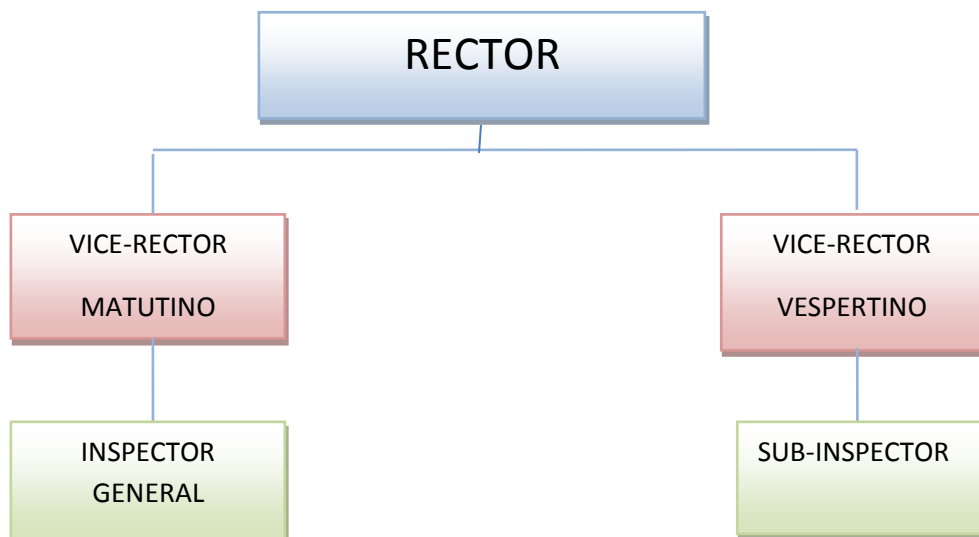 RECTOR
VICE-RECTOR
MATUTINO
VICE-RECTOR
VESPERTINO
INSPECTOR
GENERAL
SUB-INSPECTOR